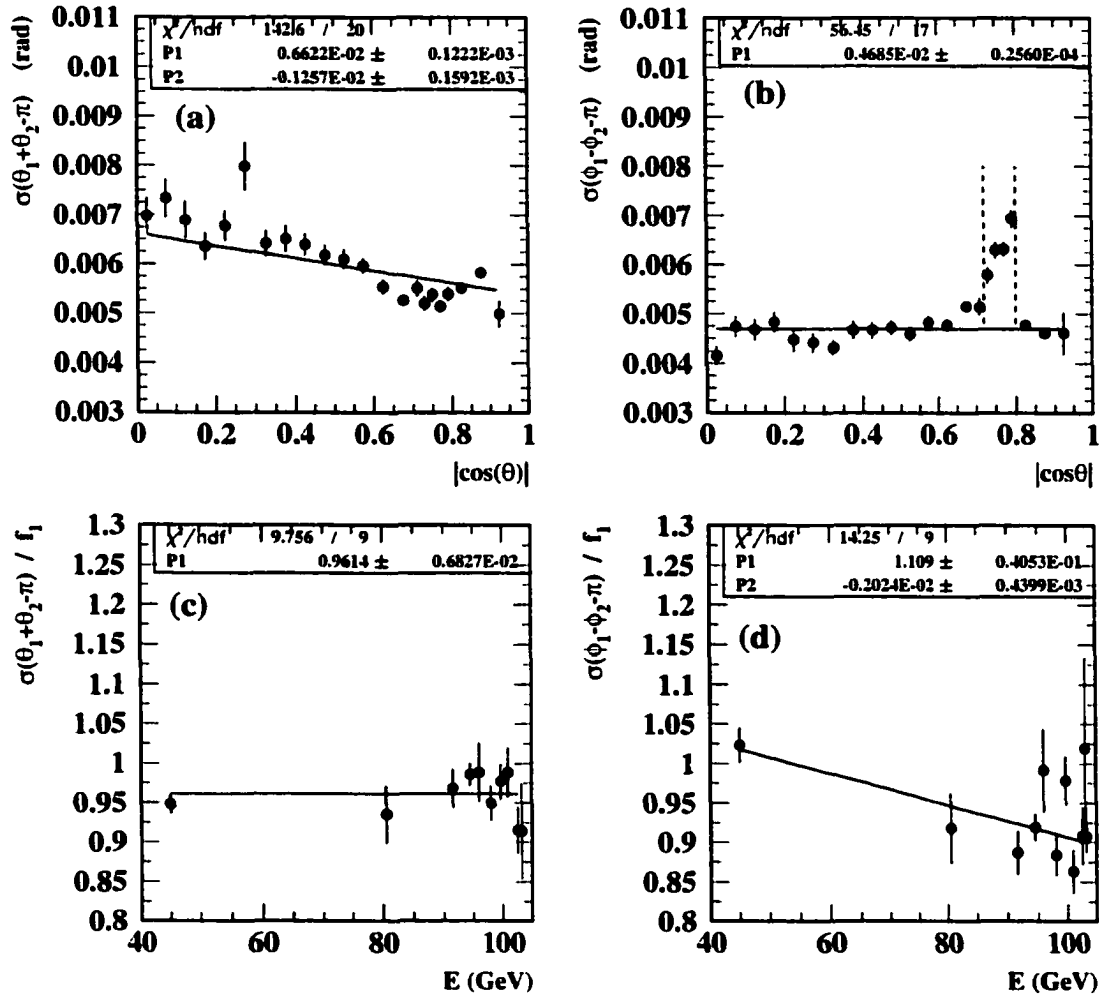 χ²/ndf 142.6 / 20
P1 0.6622E-02 ± 0.1222E-03
P2 -0.1257E-02 ± 0.1592E-03
(a)
σ(θ₁+θ₂-π) (rad)
0.011
0.01
0.009
0.008
0.007
0.006
0.005
0.004
0.003
0 0.2 0.4 0.6 0.8 1
|cos(θ)|
χ²/ndf 56.45 / 17
P1 0.4685E-02 ± 0.2560E-04
(b)
σ(φ₁-φ₂-π) (rad)
0.011
0.01
0.009
0.008
0.007
0.006
0.005
0.004
0.003
0 0.2 0.4 0.6 0.8 1
|cosθ|
χ²/ndf 9.756 / 9
P1 0.9614 ± 0.6827E-02
(c)
σ(θ₁+θ₂-π) / f₁
1.3
1.25
1.2
1.15
1.1
1.05
1
0.95
0.9
0.85
0.8
40 60 80 100
E (GeV)
χ²/ndf 14.25 / 9
P1 1.109 ± 0.4053E-01
P2 -0.2024E-02 ± 0.4399E-03
(d)
σ(φ₁-φ₂-π) / f₁
1.3
1.25
1.2
1.15
1.1
1.05
1
0.95
0.9
0.85
0.8
40 60 80 100
E (GeV)